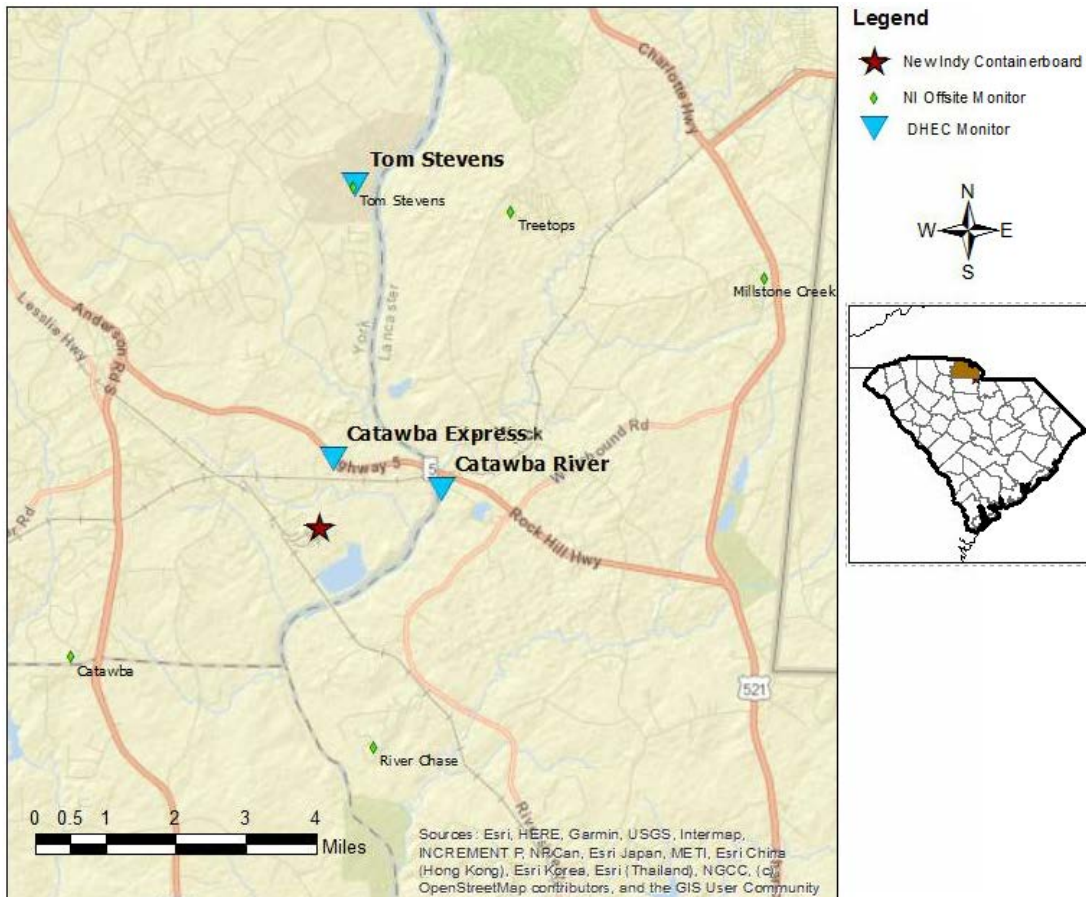 Legend
New Indy Containerboard
NI Offsite Monitor
DHEC Monitor
N
W E
S
Charlotte Hwy
Tom Stevens
Tom Stevens
Treetops
Millstone Creek
York
Lancaster
Lesslie Hwy
Anderson Rd S
Catawba Express
Highway 5
5
Catawba River
Rd
Rock Hill Hwy
Catawba
521
River Chase
0 0.5 1 2 3 4
Miles
Sources: Esri, HERE, Garmin, USGS, Intermap,
INCREMENT P, NRCan, Esri Japan, METI, Esri China
(Hong Kong), Esri Korea, Esri (Thailand), NGCC, (c)
OpenStreetMap contributors, and the GIS User Community